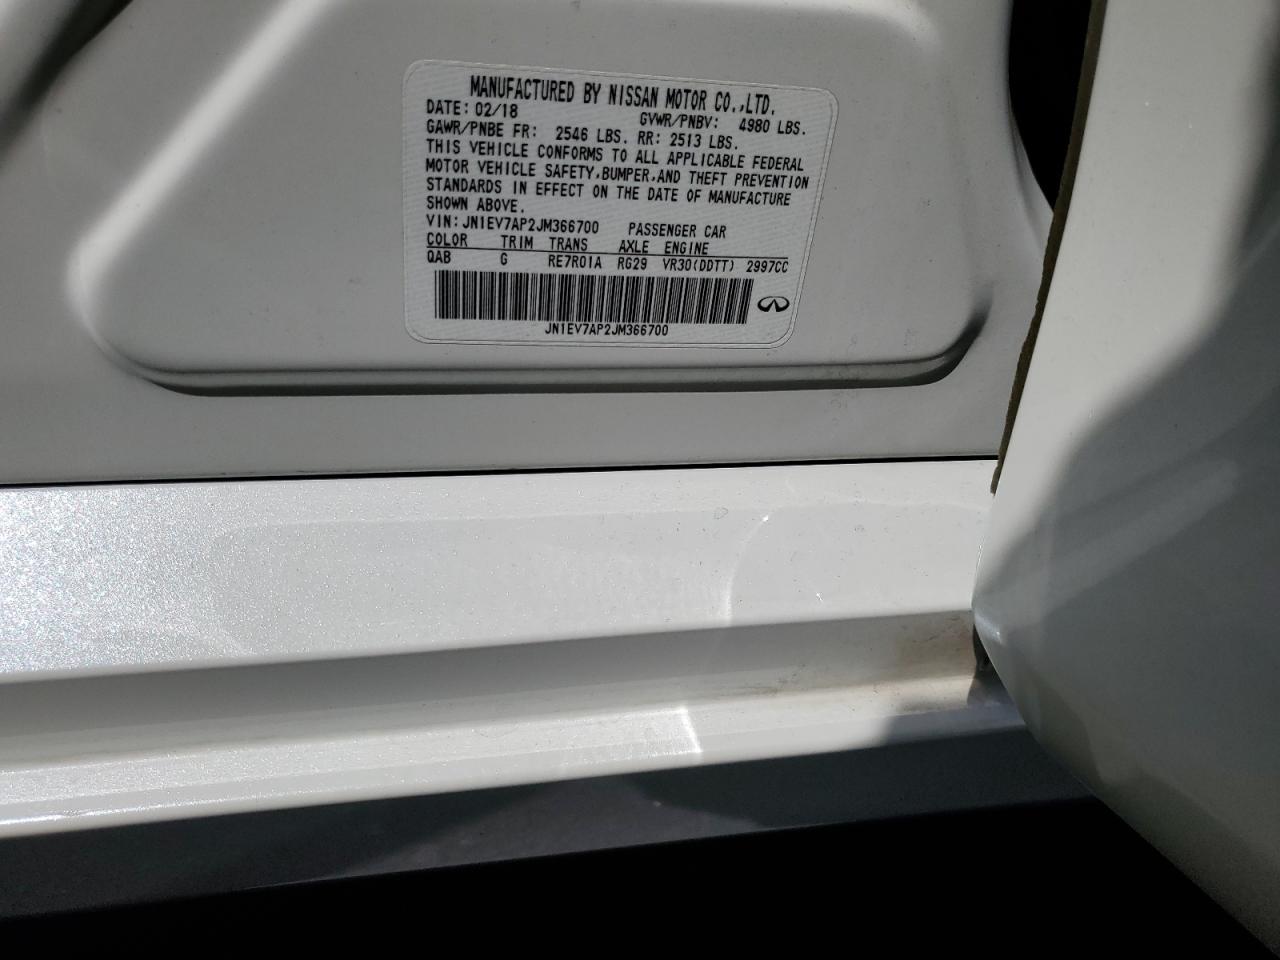 MANUFACTURED BY NISSAN MOTOR CO.,LTD.
DATE: 02/18 GVWR/PNBV: 4980 LBS.
GAWR/PNBE FR: 2546 LBS. RR: 2513 LBS.
THIS VEHICLE CONFORMS TO ALL APPLICABLE FEDERAL
MOTOR VEHICLE SAFETY,BUMPER,AND THEFT PREVENTION
STANDARDS IN EFFECT ON THE DATE OF MANUFACTURE
SHOWN ABOVE.
VIN: JN1EV7AP2JM366700 PASSENGER CAR
COLOR TRIM TRANS AXLE ENGINE
QAB G RE7R01A RG29 VR30(DDTT) 2997CC
JN1EV7AP2JM366700